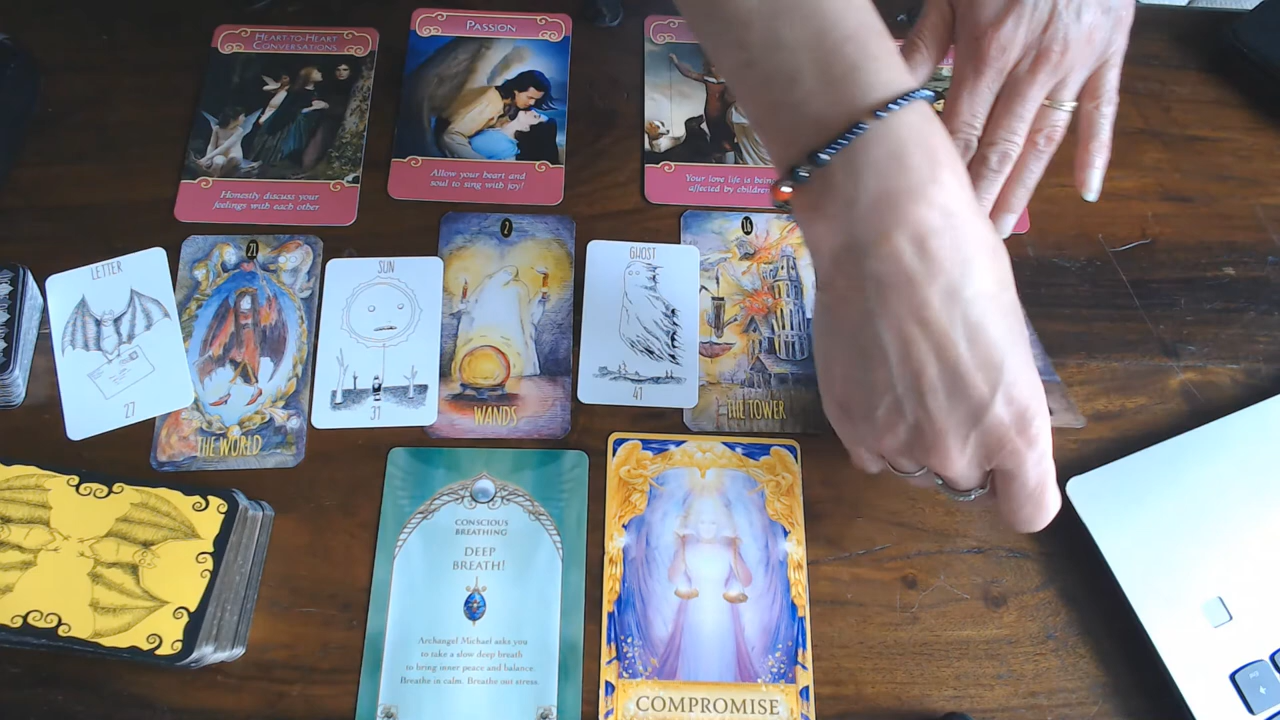 HEART-TO-HEART
CONVERSATIONS
Honestly discuss your
feelings with each other
PASSION
Allow your heart and
soul to sing with joy!
Your love life is being
affected by children
LETTER
27
21
THE WORLD
SUN
31
2
WANDS
GHOST
41
16
THE TOWER
CONSCIOUS
BREATHING
DEEP
BREATH!
Archangel Michael asks you
to take a slow deep breath
to bring inner peace and balance.
Breathe in calm. Breathe out stress.
COMPROMISE